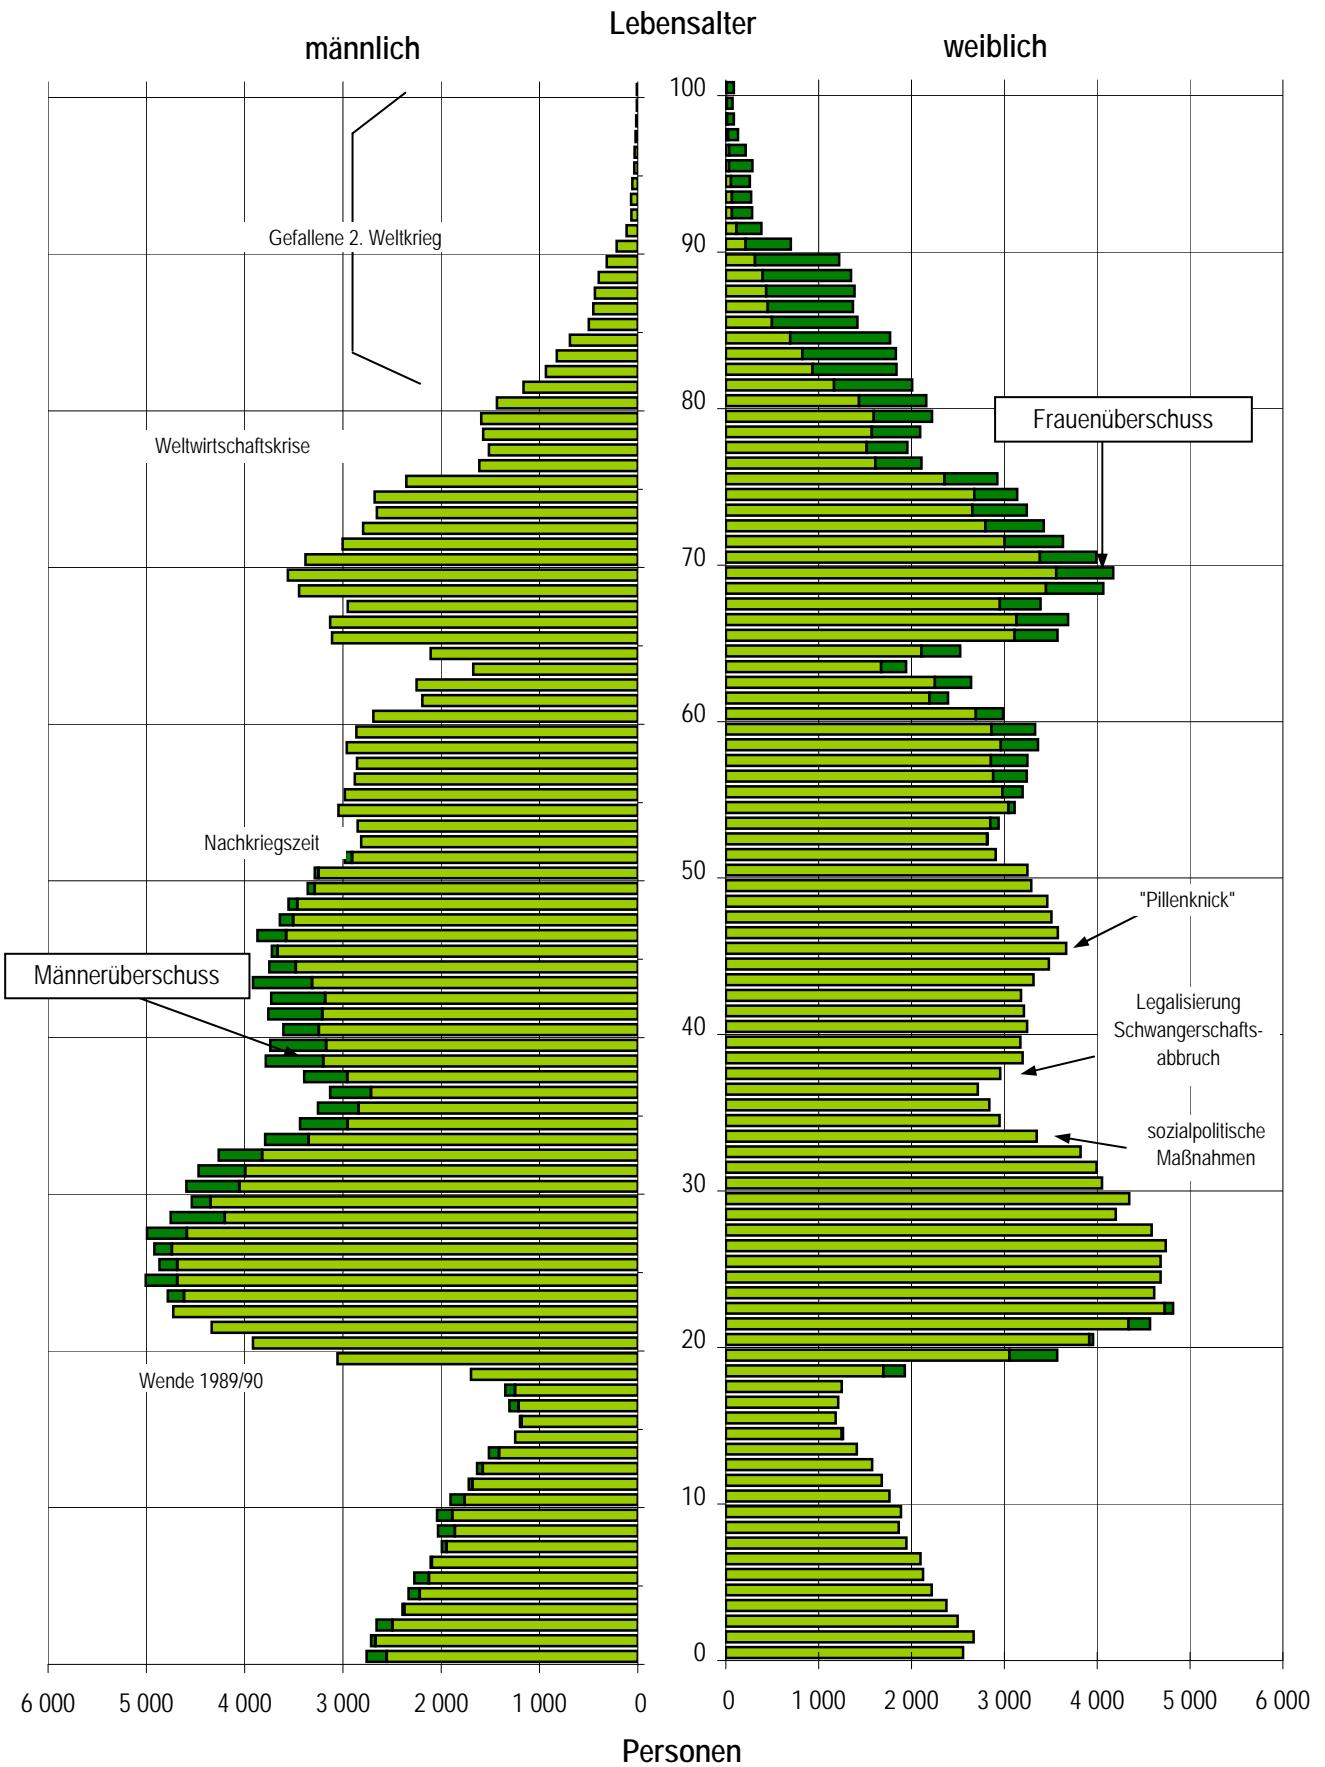 Lebensalter
männlich
weiblich
100
90
80
70
60
50
40
30
20
10
0
Gefallene 2. Weltkrieg
Weltwirtschaftskrise
Nachkriegszeit
Männerüberschuss
Wende 1989/90
Frauenüberschuss
"Pillenknick"
Legalisierung
Schwangerschafts-
abbruch
sozialpolitische
Maßnahmen
6 000 5 000 4 000 3 000 2 000 1 000 0
0 1 000 2 000 3 000 4 000 5 000 6 000
Personen